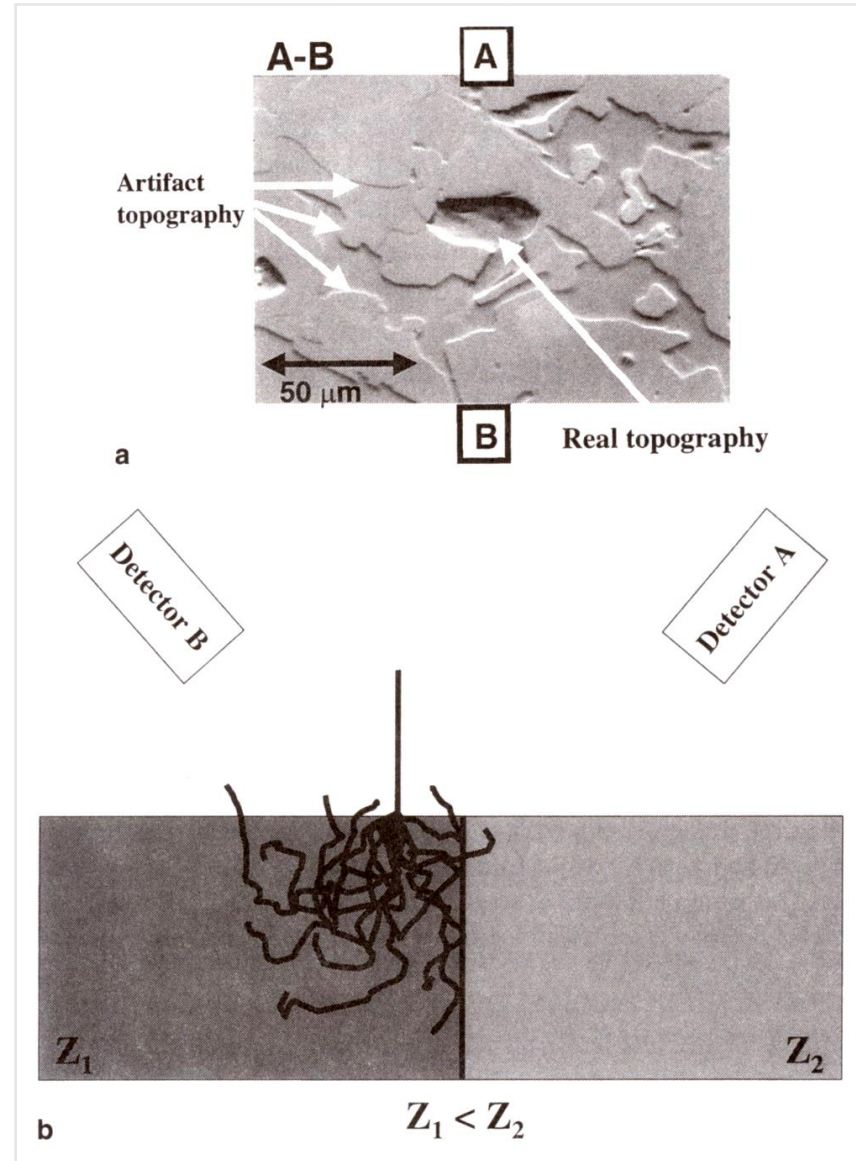 A-B
A
Artifact
topography
50 μm
B
Real topography
a
Detector B
Detector A
Z₁
Z₂
Z₁ < Z₂
b